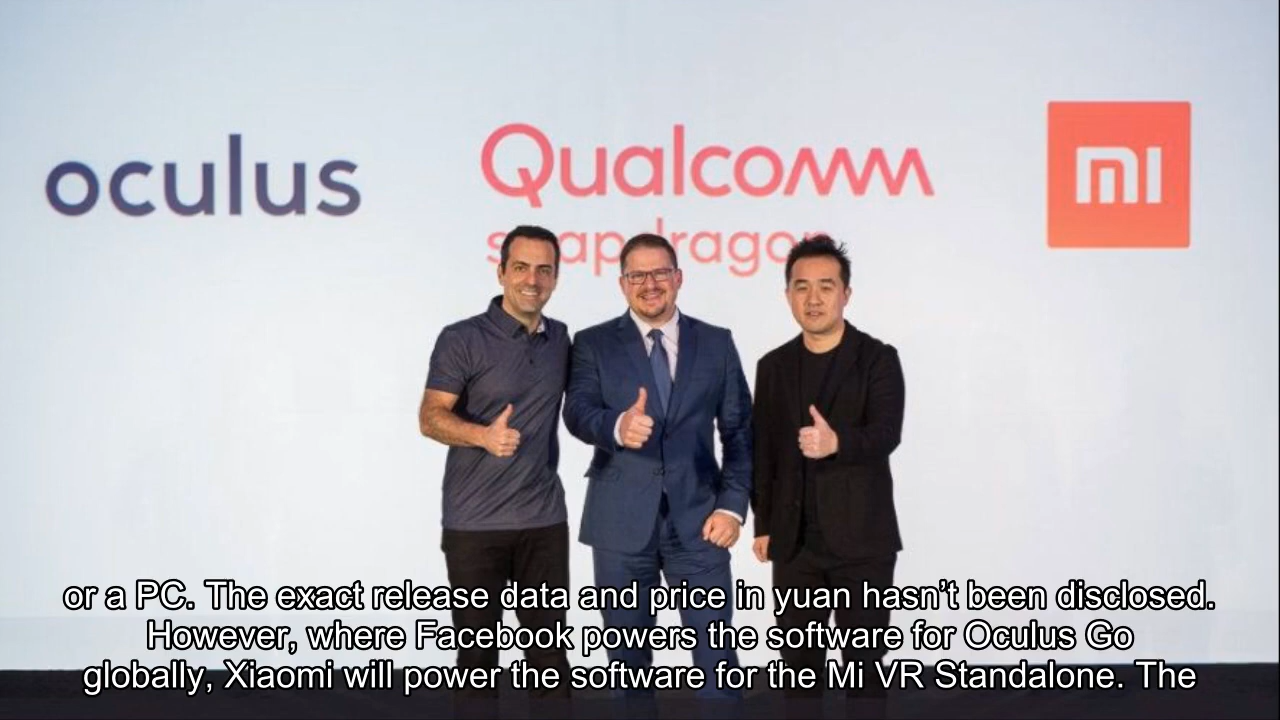 oculus
Qualcomm
snapdragon
mi
or a PC. The exact release data and price in yuan hasn’t been disclosed.
However, where Facebook powers the software for Oculus Go
globally, Xiaomi will power the software for the Mi VR Standalone. The